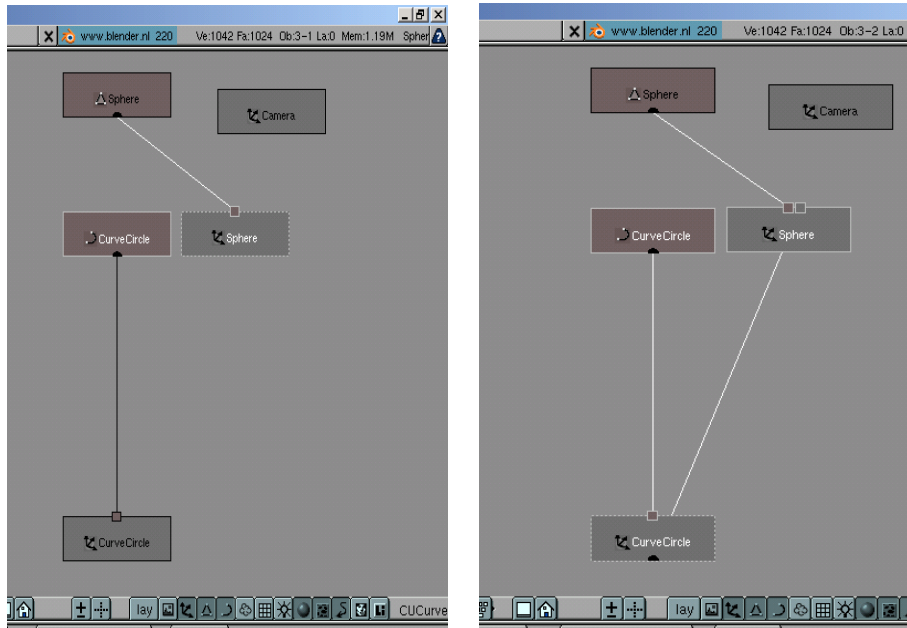 www.blender.nl 220 Ve:1042 Fa:1024 Ob:3-1 La:0 Mem:1.19M Spher
Sphere
Camera
CurveCircle
Sphere
CurveCircle
lay
CUCurve
www.blender.nl 220 Ve:1042 Fa:1024 Ob:3-2 La:0
Sphere
Camera
CurveCircle
Sphere
CurveCircle
lay